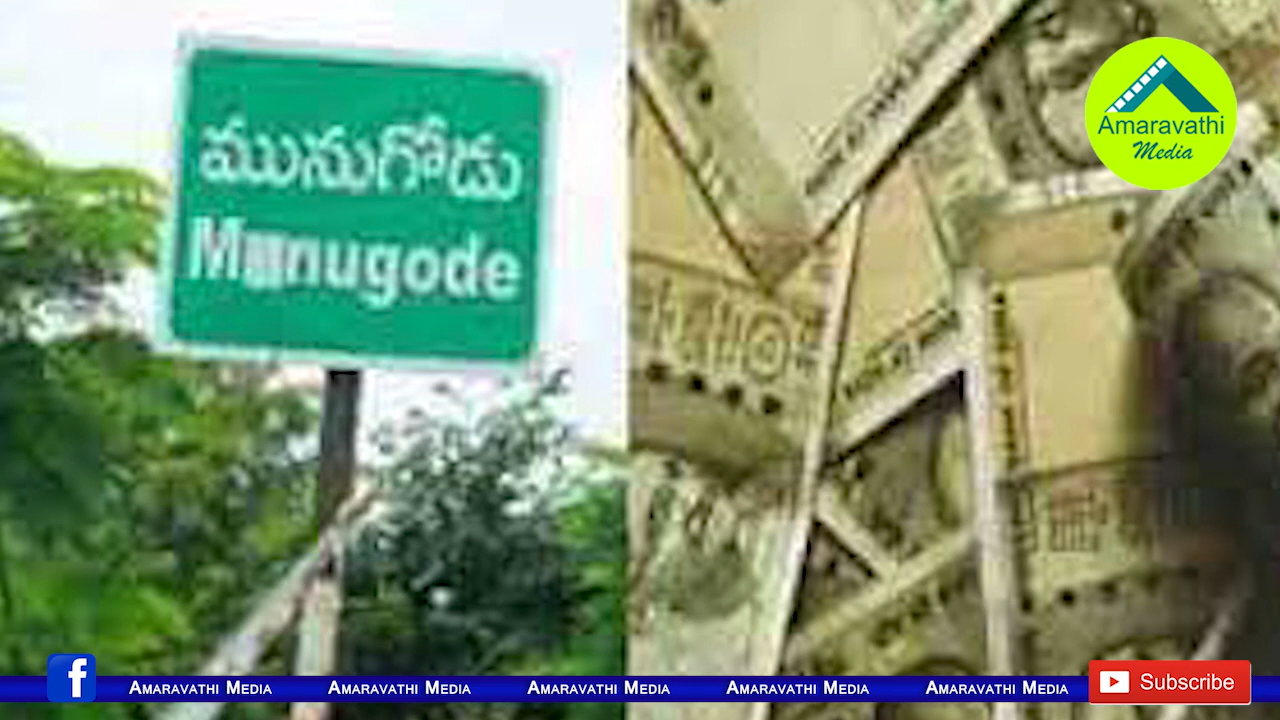 మునుగోడు
Munugode
Amaravathi
Media
AMARAVATHI MEDIA AMARAVATHI MEDIA AMARAVATHI MEDIA AMARAVATHI MEDIA AMARAVATHI MEDIA
Subscribe